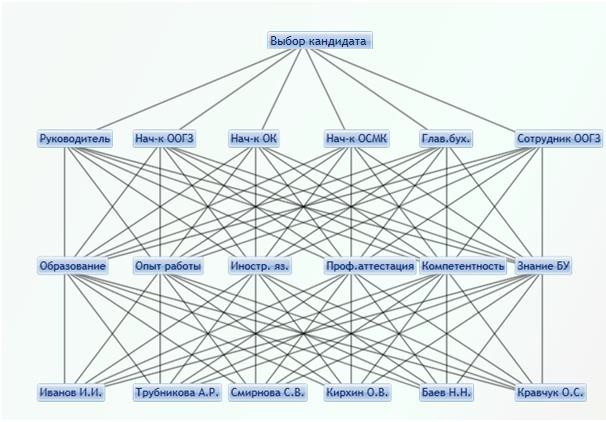 Выбор кандидата
Руководитель Нач-к ООГЗ Нач-к ОК Нач-к ОСМК Глав.бух. Сотрудник ООГЗ
Образование Опыт работы Иностр. яз. Проф.аттестация Компетентность Знание БУ
Иванов И.И. Трубникова А.Р. Смирнова С.В. Кирхин О.В. Баев Н.Н. Кравчук О.С.